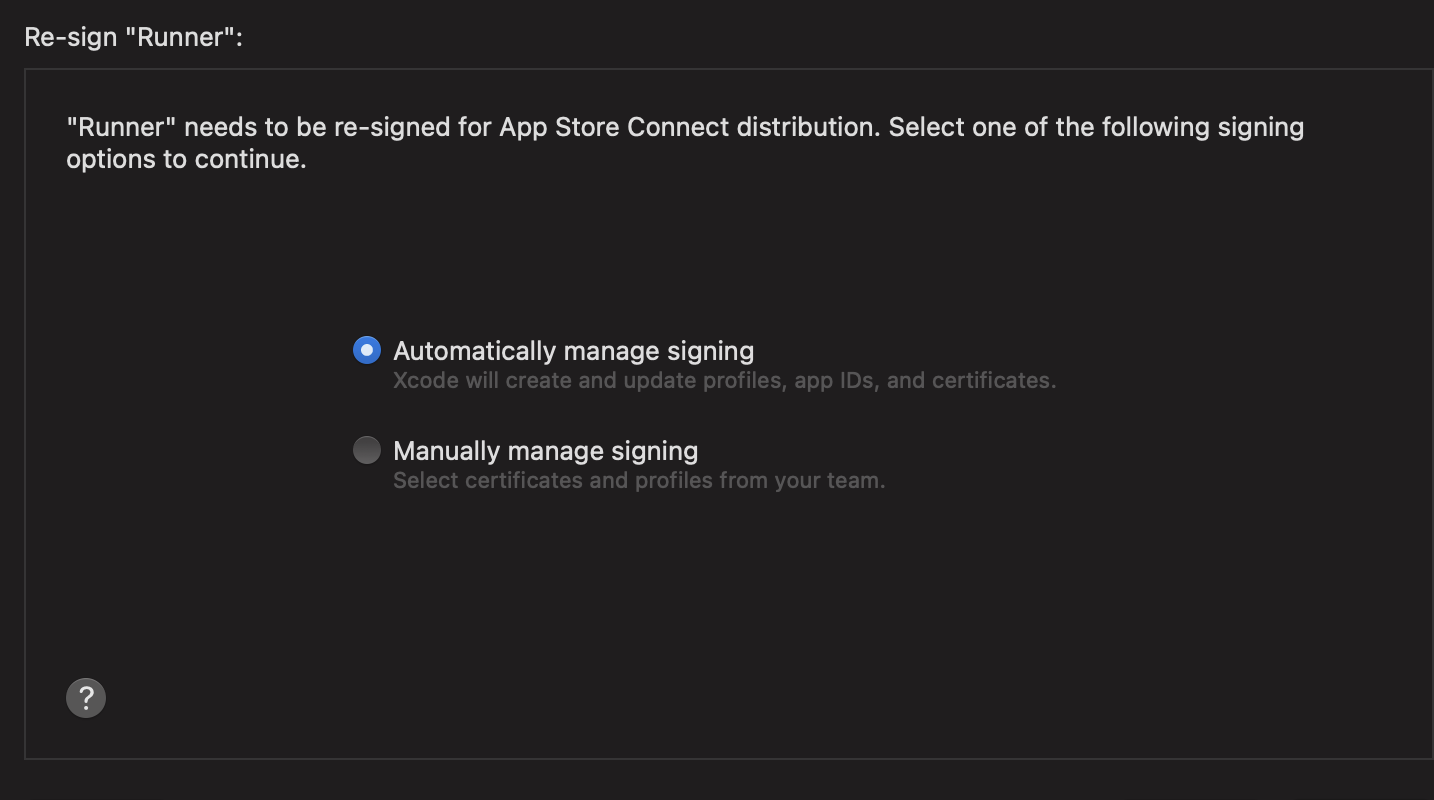 Re-sign "Runner":
"Runner" needs to be re-signed for App Store Connect distribution. Select one of the following signing
options to continue.
Automatically manage signing
Xcode will create and update profiles, app IDs, and certificates.
Manually manage signing
Select certificates and profiles from your team.
?